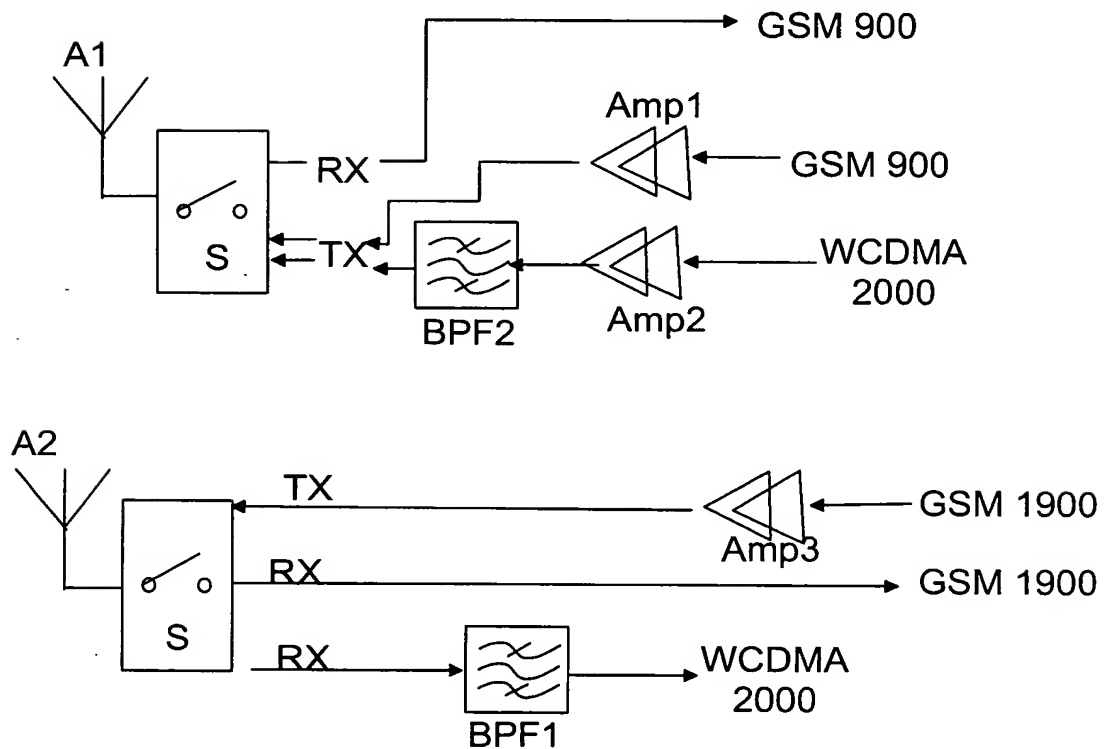 GSM 900
A1
Amp1
RX
GSM 900
S
TX
WCDMA
2000
BPF2
Amp2
A2
TX
GSM 1900
Amp3
RX
GSM 1900
S
RX
WCDMA
2000
BPF1